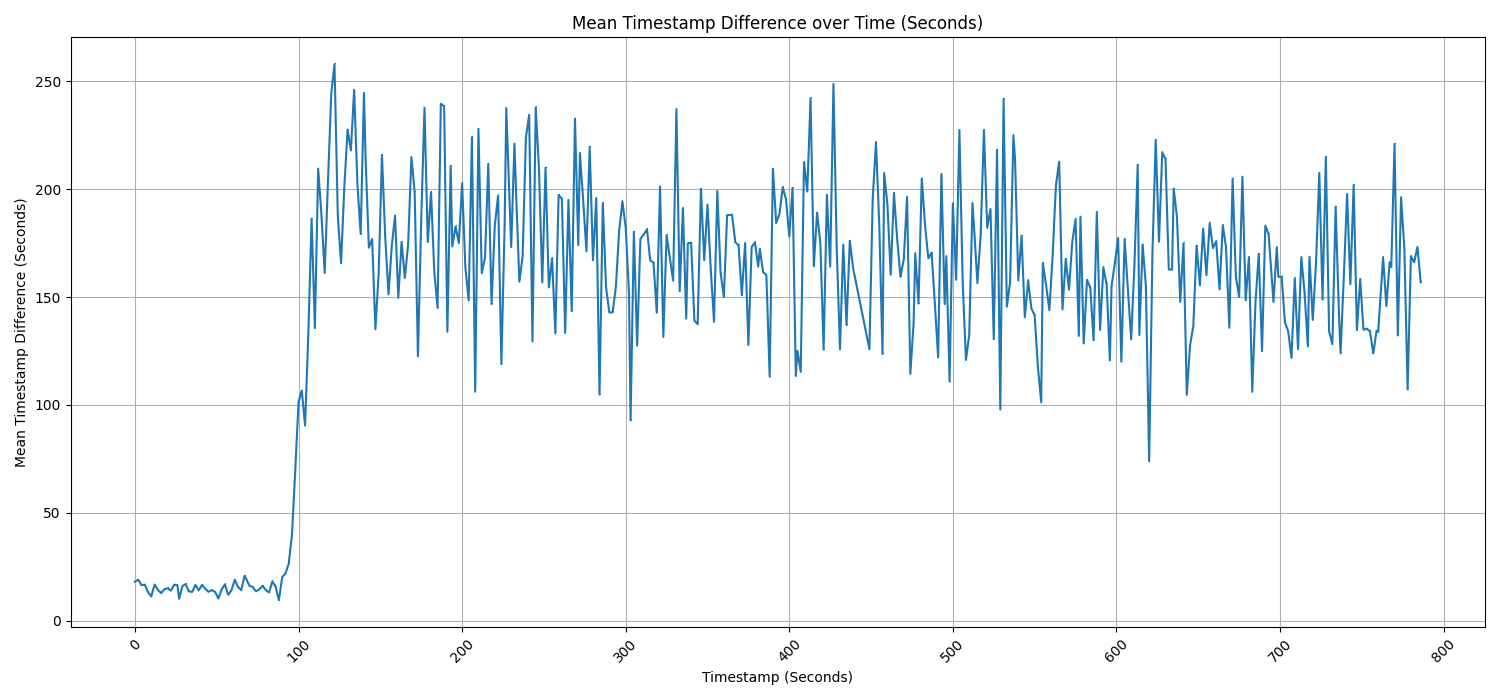 Mean Timestamp Difference over Time (Seconds)
Mean Timestamp Difference (Seconds)
250
200
150
100
50
0
0 100 200 300 400 500 600 700 800
Timestamp (Seconds)